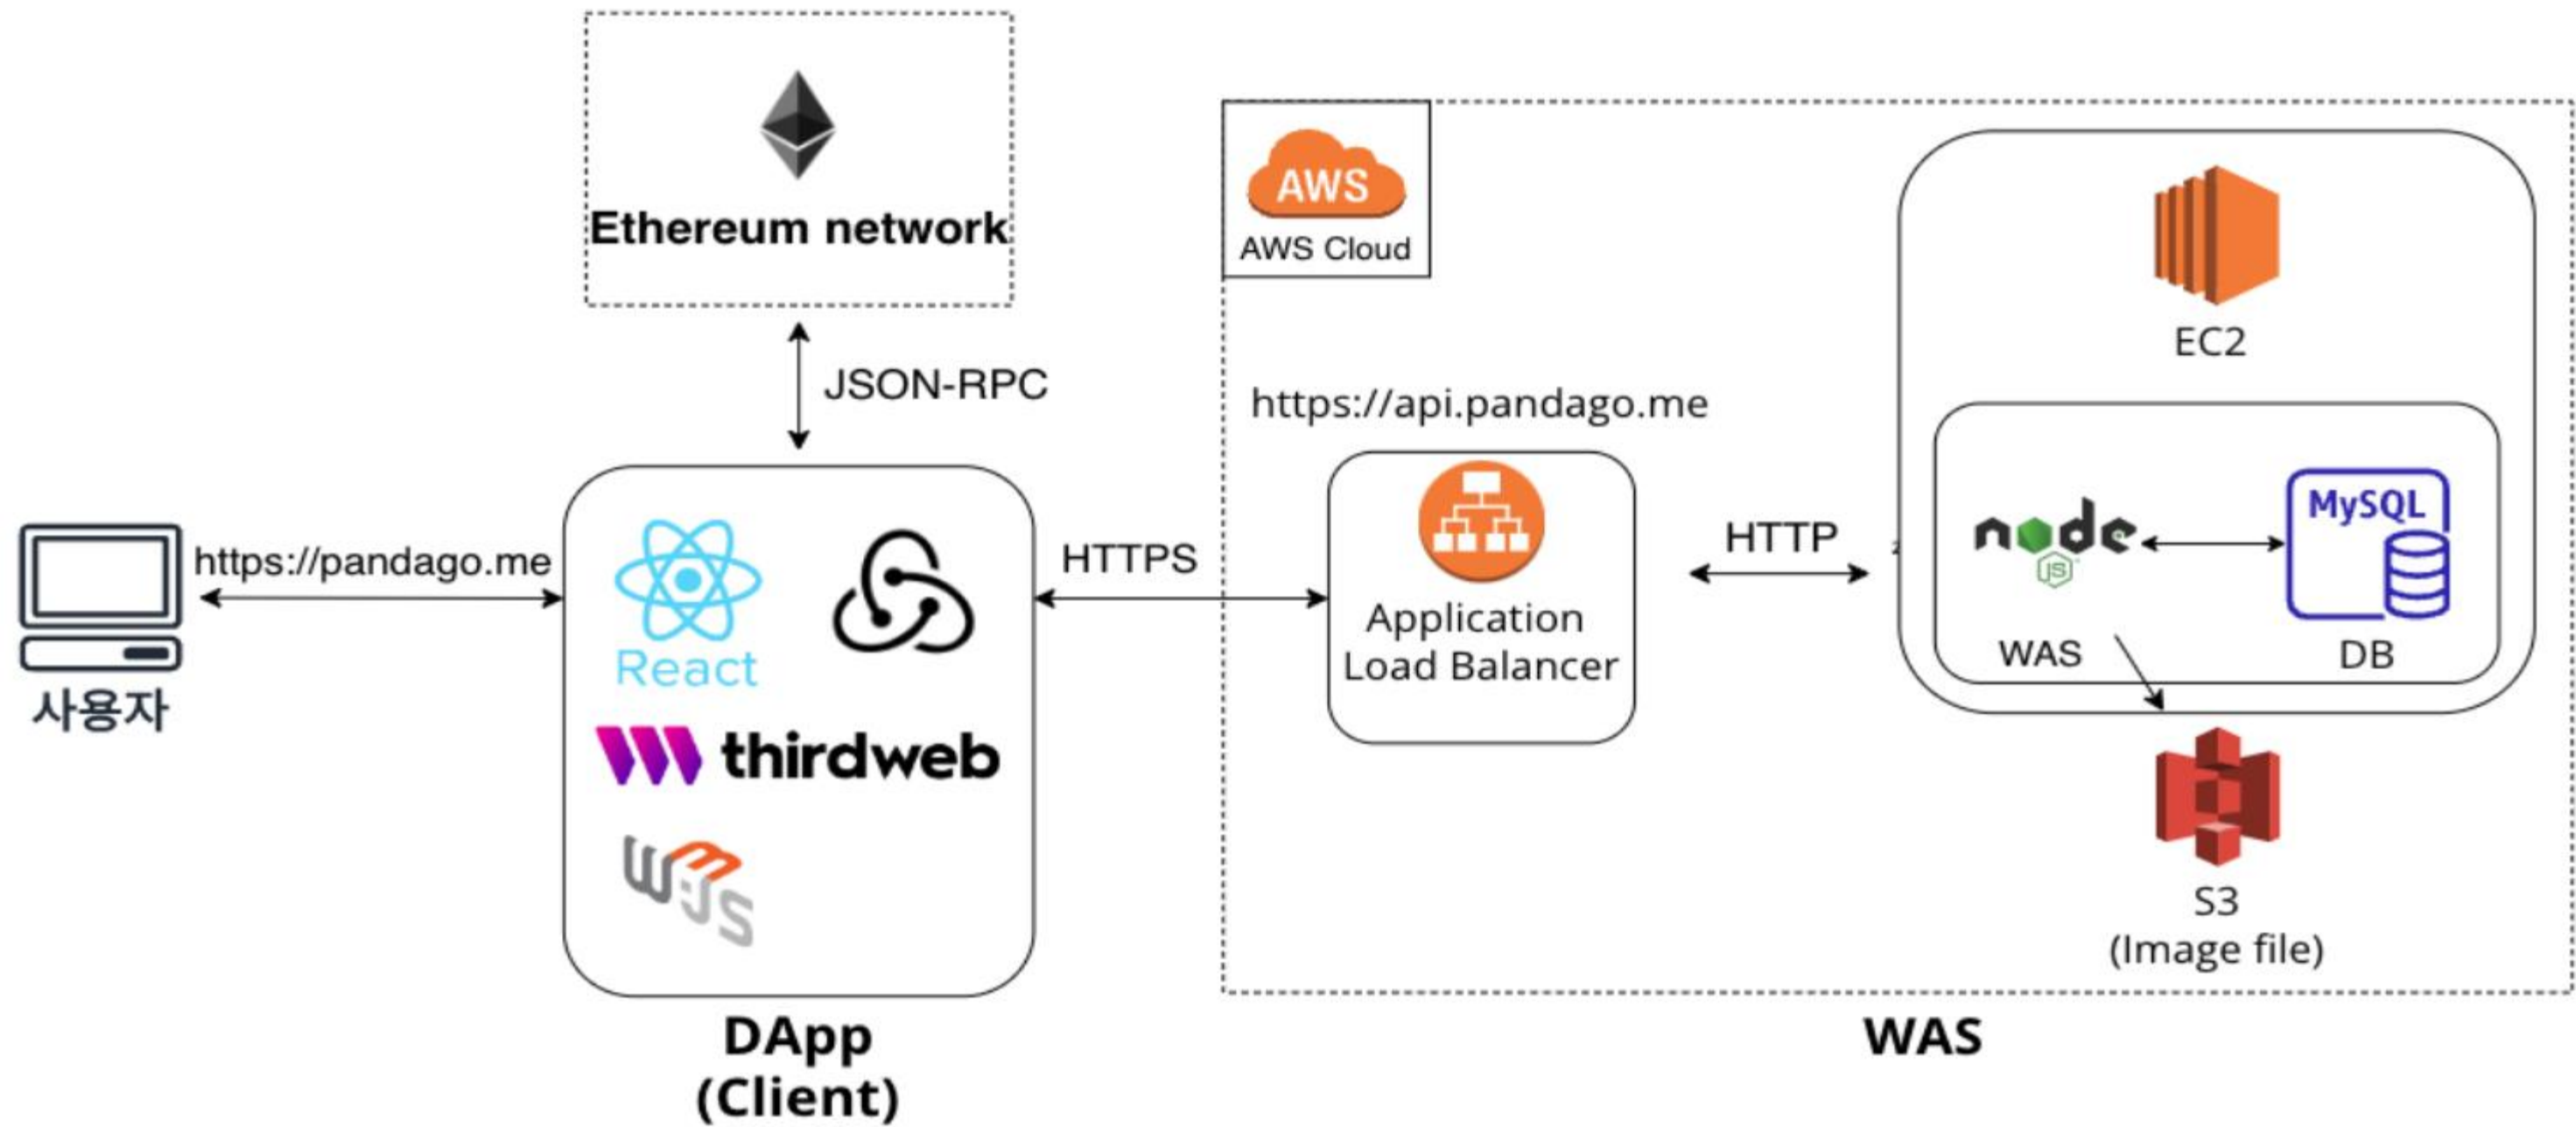 Ethereum network
JSON-RPC
https://pandago.me
사용자
React
thirdweb
W3JS
DApp
(Client)
HTTPS
AWS
AWS Cloud
https://api.pandago.me
Application
Load Balancer
HTTP
EC2
node
JS
WAS
MySQL
DB
S3
(Image file)
WAS